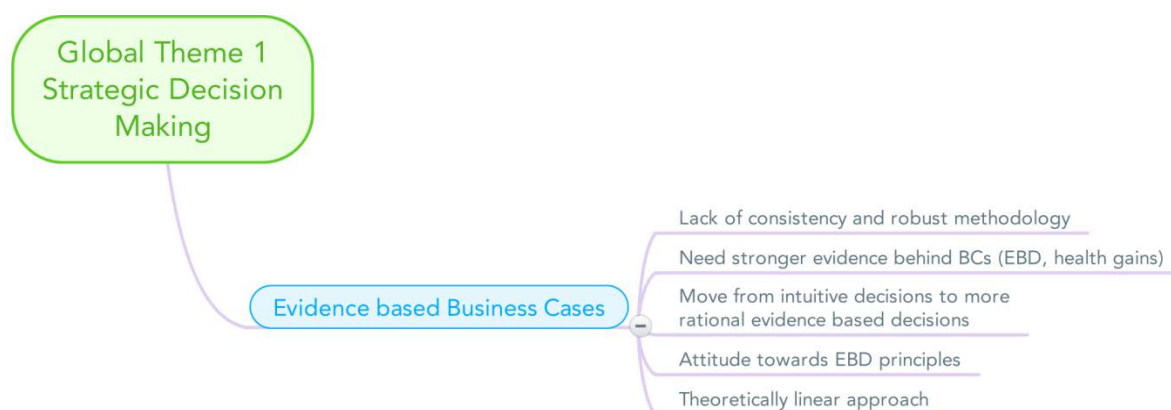 Global Theme 1
Strategic Decision
Making
Evidence based Business Cases
Lack of consistency and robust methodology
Need stronger evidence behind BCs (EBD, health gains)
Move from intuitive decisions to more
rational evidence based decisions
Attitude towards EBD principles
Theoretically linear approach